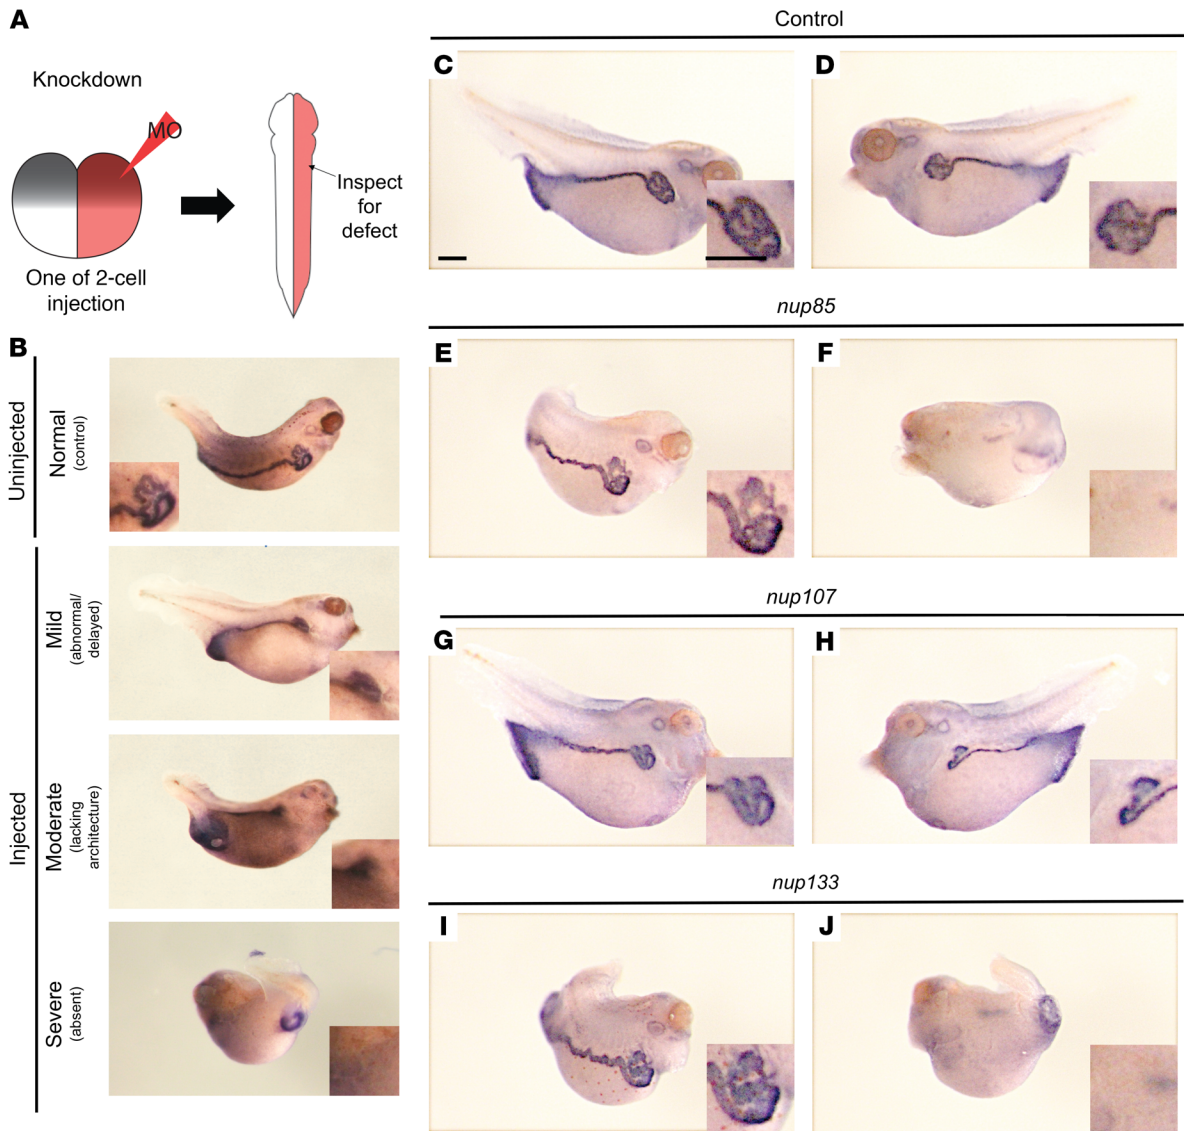 A
Knockdown
MO
Inspect
for
defect
One of 2-cell
injection
B
Uninjected
Normal
(control)
Injected
Mild
(abnormal/
delayed)
Moderate
(lacking
architecture)
Severe
(absent)
Control
C
D
nup85
E
F
nup107
G
H
nup133
I
J